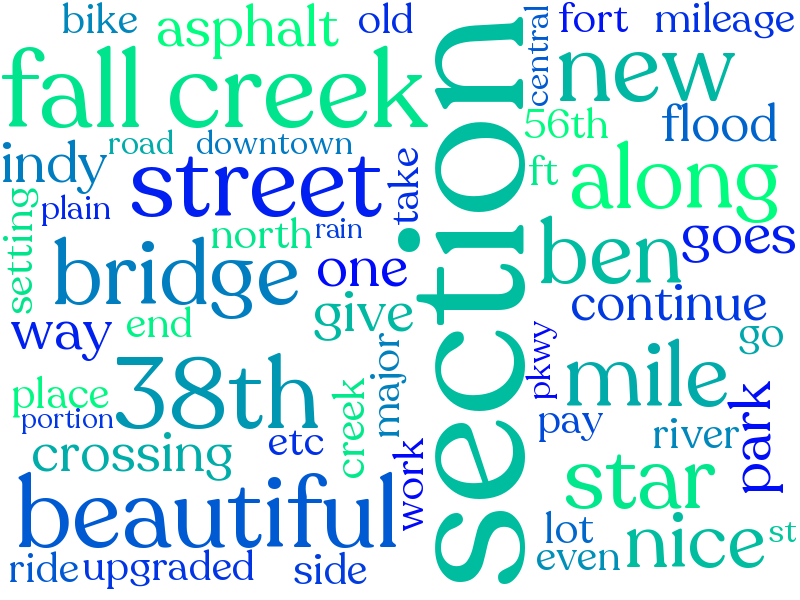 bike
asphalt
old
fall creek
road
downtown
indy
street
take
setting
plain
north
rain
bridge
one
give
way
end
major
38th
place
portion
creek
crossing
etc
work
beautiful
ride
upgraded
side
section
central
fort
mileage
new
56th
flood
ft
along
ben
goes
continue
go
pkwy
mile
park
pay
river
star
lot
nice
st
even